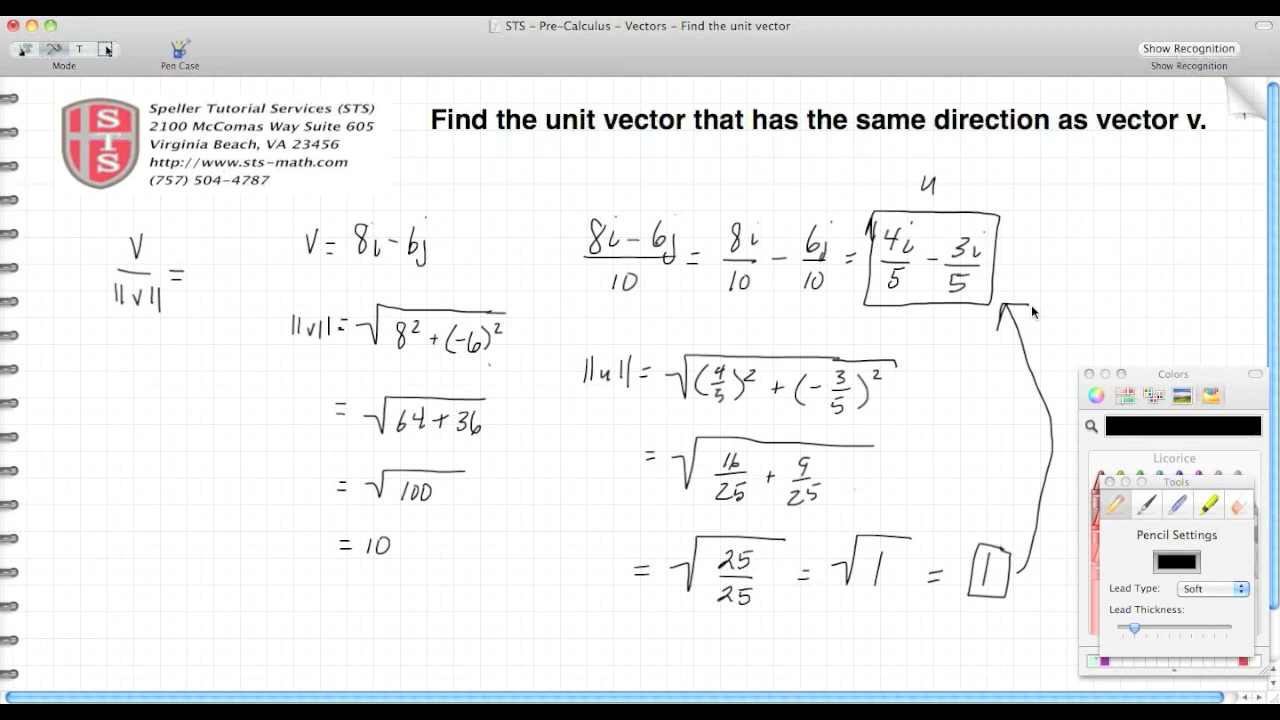 STS – Pre-Calculus – Vectors – Find the unit vector
T
Mode
Pen Case
Show Recognition
Show Recognition
STS
Speller Tutorial Services (STS)
2100 McComas Way Suite 605
Virginia Beach, VA 23456
http://www.sts-math.com
(757) 504-4787
Find the unit vector that has the same direction as vector v.
1
V/||v|| =
V = 8i - 6j
||v|| = √(8² + (-6)²)
= √(64 + 36)
= √100
= 10
u
(8i - 6j)/10 = 8i/10 - 6j/10 = 4i/5 - 3i/5
||u|| = √((4/5)² + (-3/5)²)
= √(16/25 + 9/25)
= √(25/25) = √1 = 1
Colors
Licorice
Tools
Pencil Settings
Lead Type: Soft
Lead Thickness: